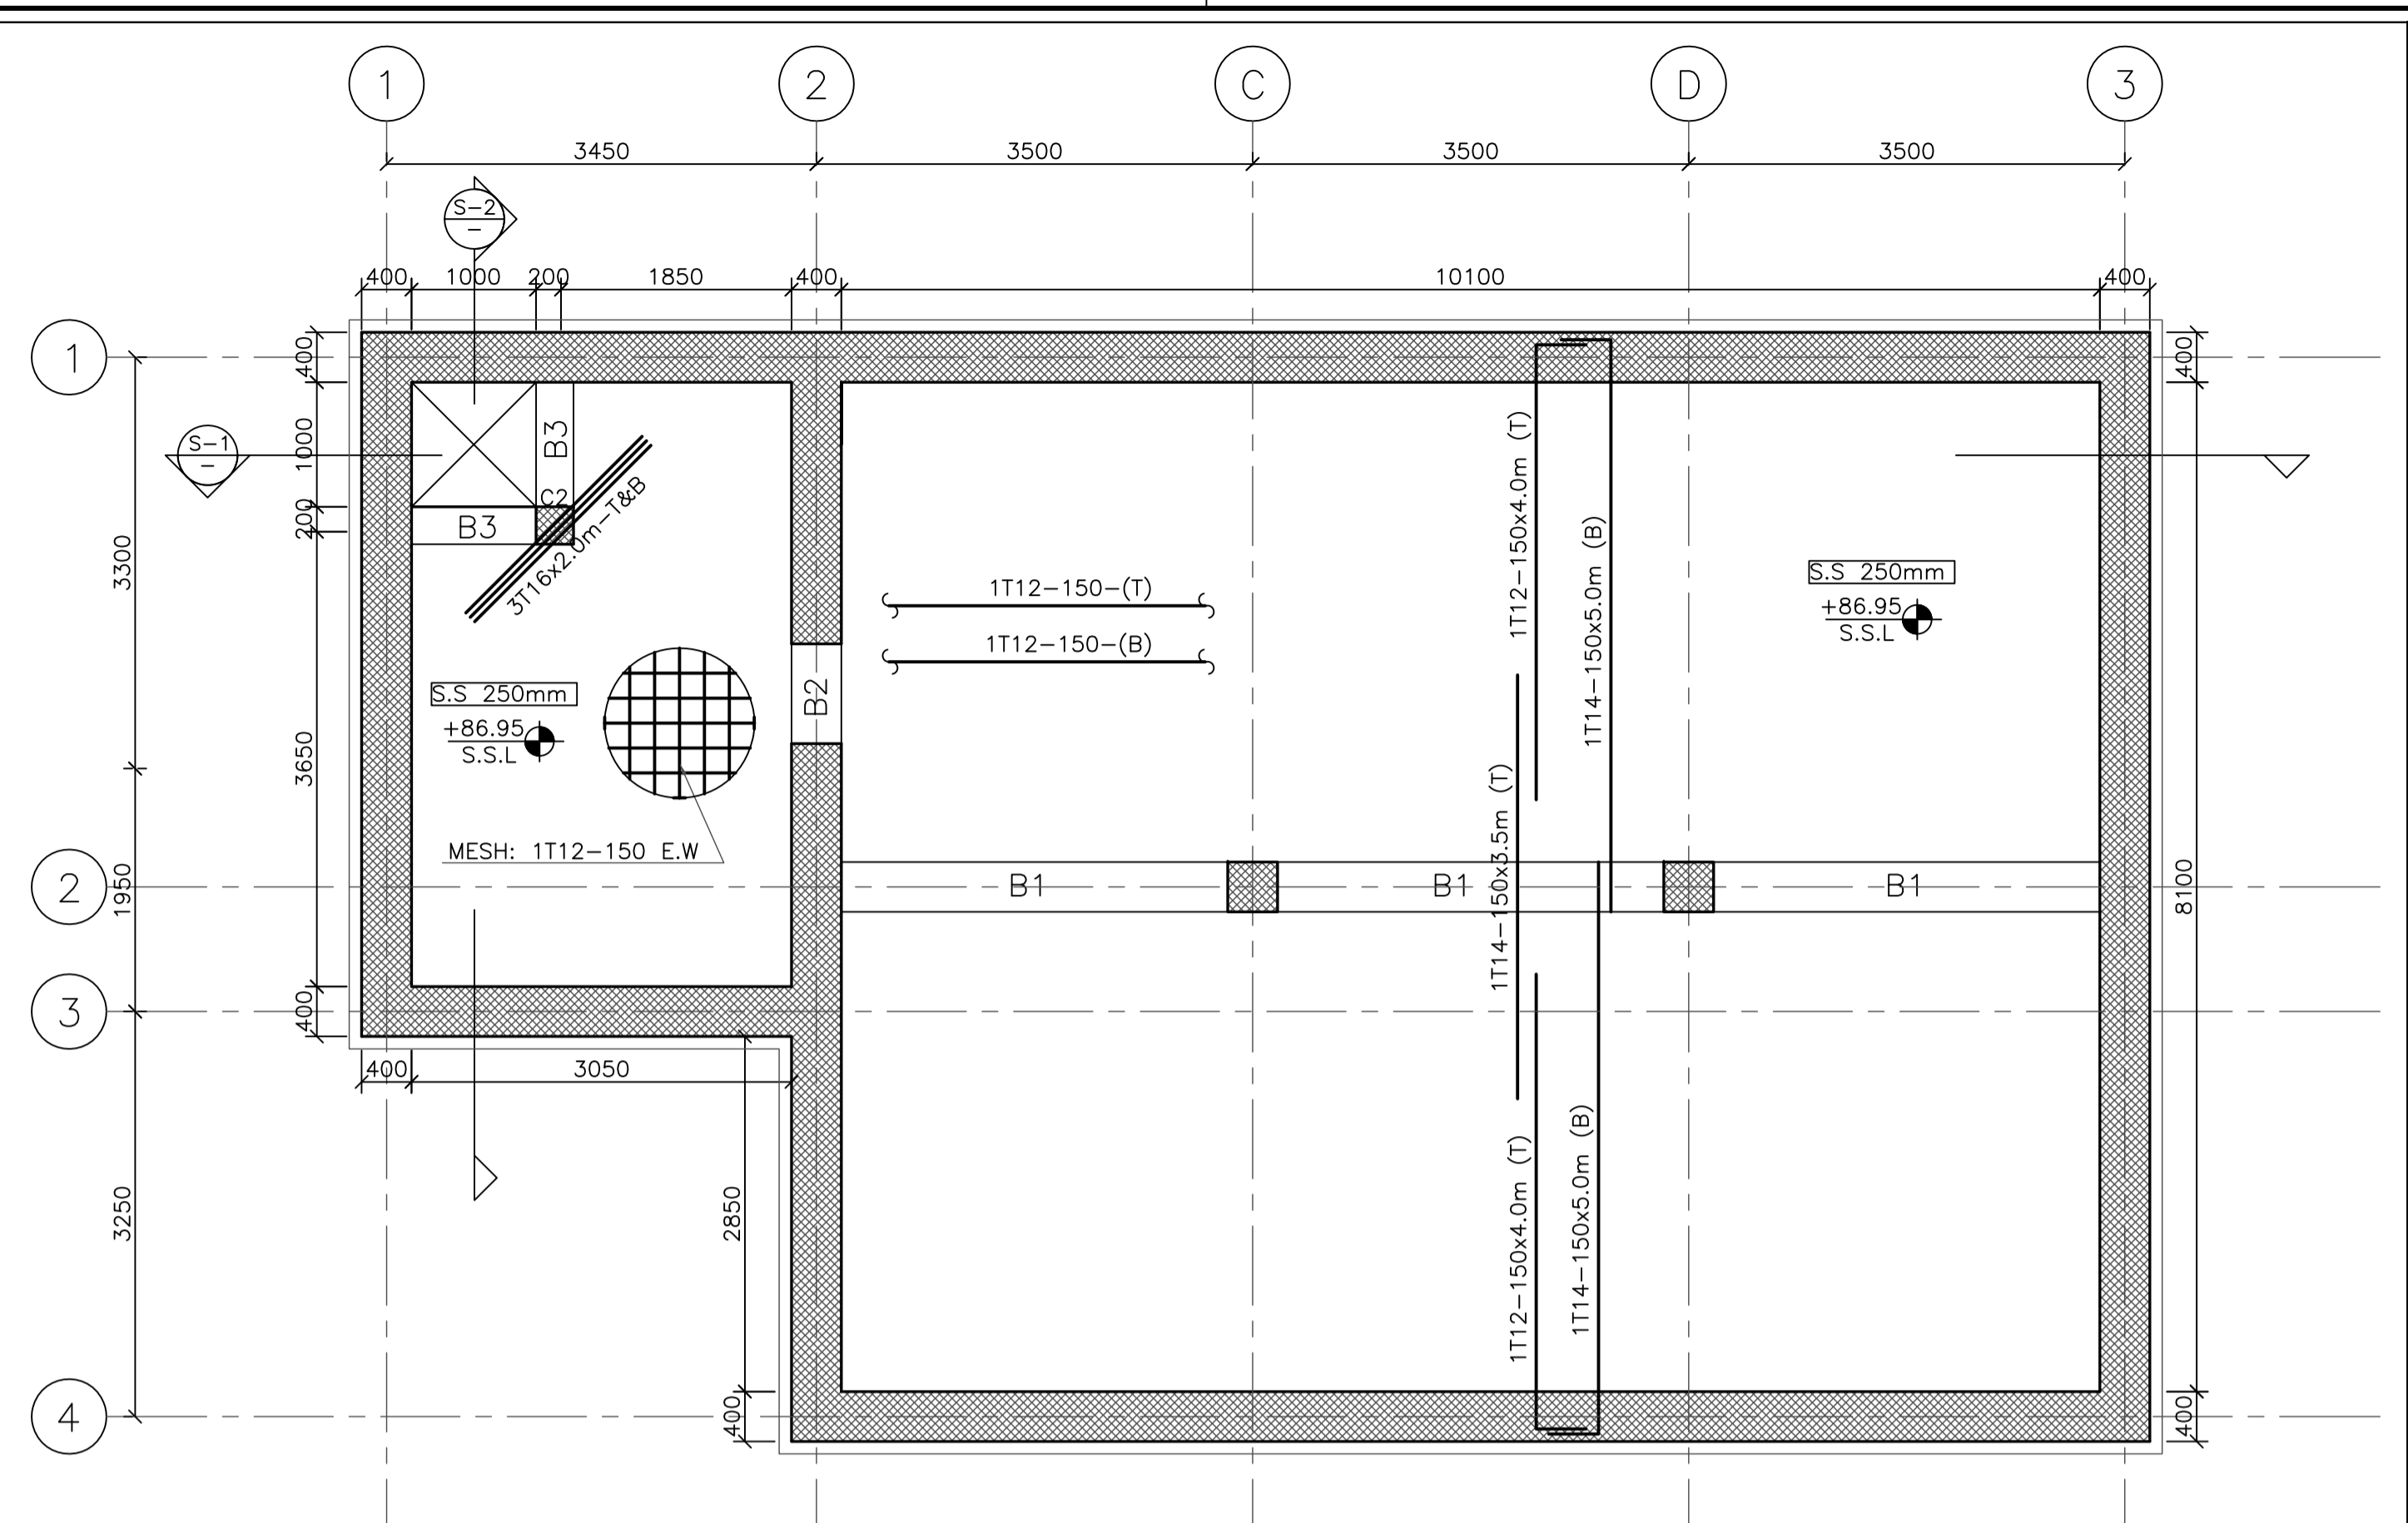 1 2 C D 3
3450 3500 3500 3500
S-2
-
400 1000 200 1850 400 10100 400
1
400
400
S-1
-
1000
B3
C2
200
B3
3T16x2.0m-T&B
3300
1T12-150x4.0m (T)
1T14-150x5.0m (B)
S.S 250mm
+86.95
S.S.L
1T12-150-(T)
1T12-150-(B)
S.S 250mm
+86.95
S.S.L
B2
3650
1T14-150x3.5m (T)
MESH: 1T12-150 E.W
2
1950
B1 B1 B1
8100
3
400
400 3050
2850
3250
1T12-150x4.0m (T)
1T14-150x5.0m (B)
4
400
400